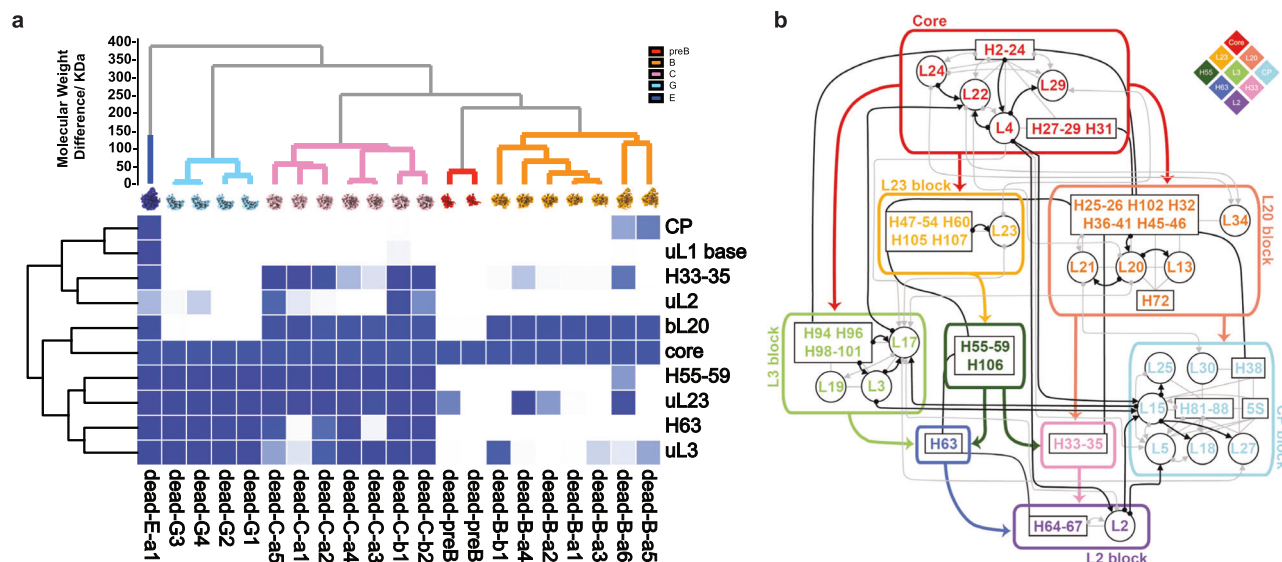 a
Molecular Weight
Difference/ KDa
400
350
300
250
200
150
100
50
0
preB
B
C
G
E
CP
uL1 base
H33-35
uL2
bL20
core
H55-59
uL23
H63
uL3
dead-E-a1
dead-G3
dead-G4
dead-G2
dead-G1
dead-C-a5
dead-C-a1
dead-C-a2
dead-C-a4
dead-C-a3
dead-C-b1
dead-C-b2
dead-preB
dead-preB
dead-B-b1
dead-B-a4
dead-B-a2
dead-B-a1
dead-B-a3
dead-B-a6
dead-B-a5
b
Core
H2-24
L24
L29
L22
L4
H27-29 H31
Core
L23
L20
H55
L3
CP
H63
H33
L2
L23 block
H47-54 H60
H105 H107
L23
L20 block
H25-26 H102 H32
H36-41 H45-46
L34
L21
L20
L13
H72
L3 block
H94 H96
H98-101
L17
L19
L3
H55-59
H106
CP block
L25
L30
H38
L15
H81-88
5S
L5
L18
L27
H63
H33-35
H64-67
L2
L2 block